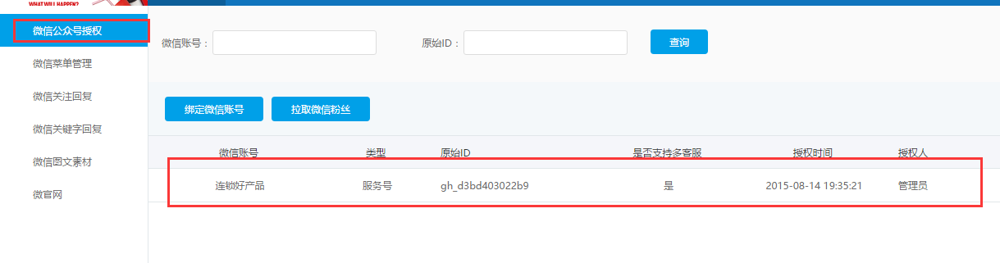 WHAT WILL HAPPEN?
微信公众号授权
微信菜单管理
微信关注回复
微信关键字回复
微信图文素材
微官网
微信账号： 原始ID： 查询
绑定微信账号 拉取微信粉丝
微信账号 类型 原始ID 是否支持多客服 授权时间 授权人
连锁好产品 服务号 gh_d3bd403022b9 是 2015-08-14 19:35:21 管理员